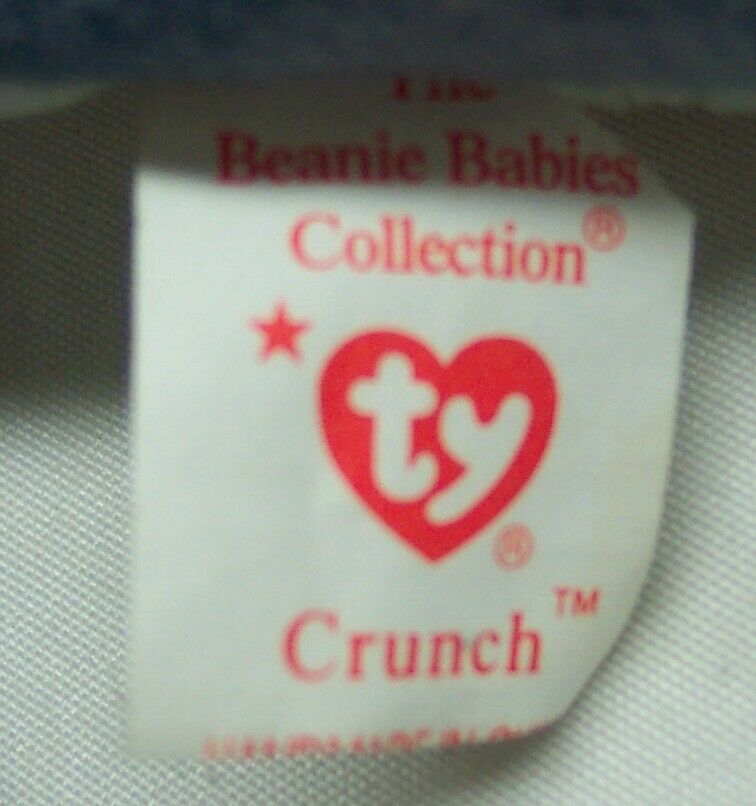 Beanie Babies
Collection®
ty®
Crunch™